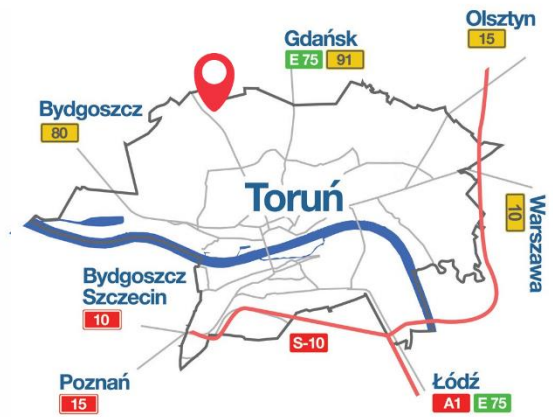 Olsztyn
15
Gdańsk
E 75 91
Bydgoszcz
80
Toruń
10
Warszawa
Bydgoszcz
Szczecin
10
S-10
Poznań
15
Łódź
A1 E 75